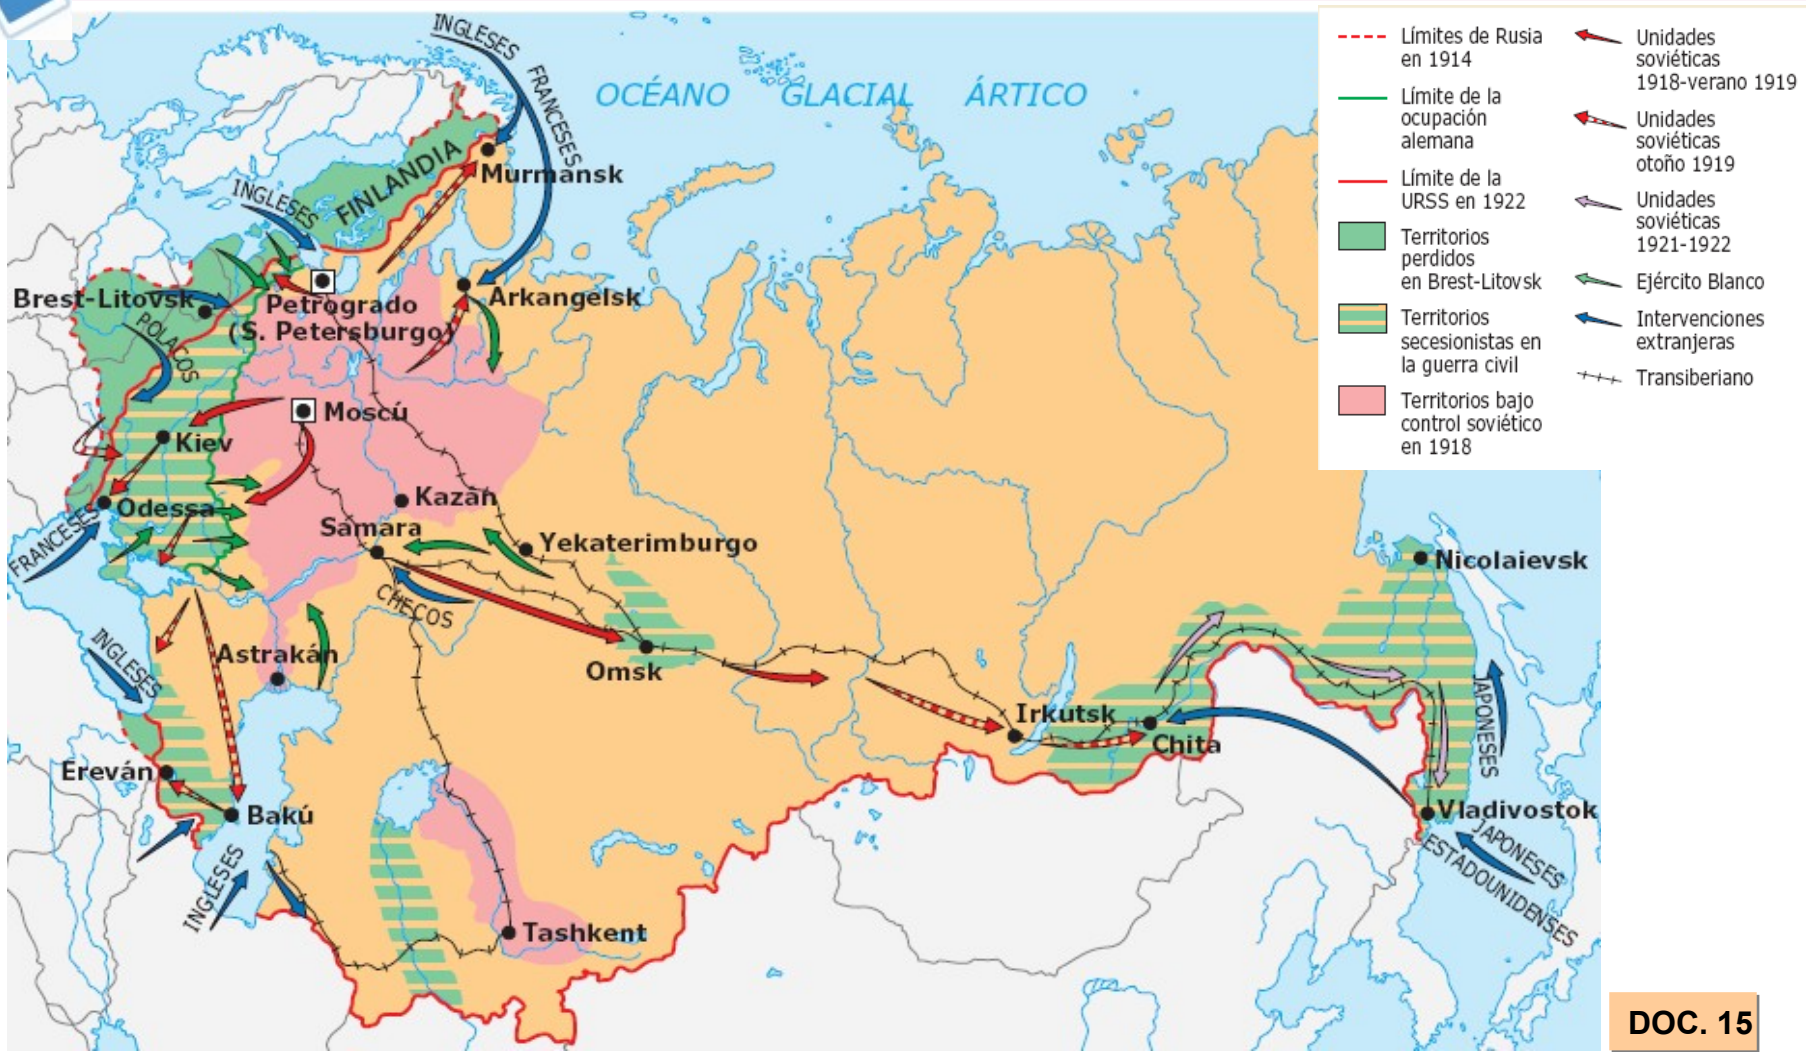 INGLESES
FRANCESES
OCÉANO GLACIAL ÁRTICO
FINLANDIA
Murmansk
INGLESES
Brest-Litovsk
Petrogrado
(S. Petersburgo)
Arkangelsk
POLACOS
Moscú
Kiev
Kazán
Odessa
Sámara
FRANCESES
Yekaterimburgo
Nicolaievsk
CHECOS
INGLESES
Astrakán
Omsk
Irkutsk
Chita
JAPONESES
Ereván
Bakú
Vladivostok
JAPONESES
ESTADOUNIDENSES
INGLESES
Tashkent
Límites de Rusia
en 1914
Límite de la
ocupación
alemana
Límite de la
URSS en 1922
Territorios
perdidos
en Brest-Litovsk
Territorios
secesionistas en
la guerra civil
Territorios bajo
control soviético
en 1918
Unidades
soviéticas
1918-verano 1919
Unidades
soviéticas
otoño 1919
Unidades
soviéticas
1921-1922
Ejército Blanco
Intervenciones
extranjeras
Transiberiano
DOC. 15